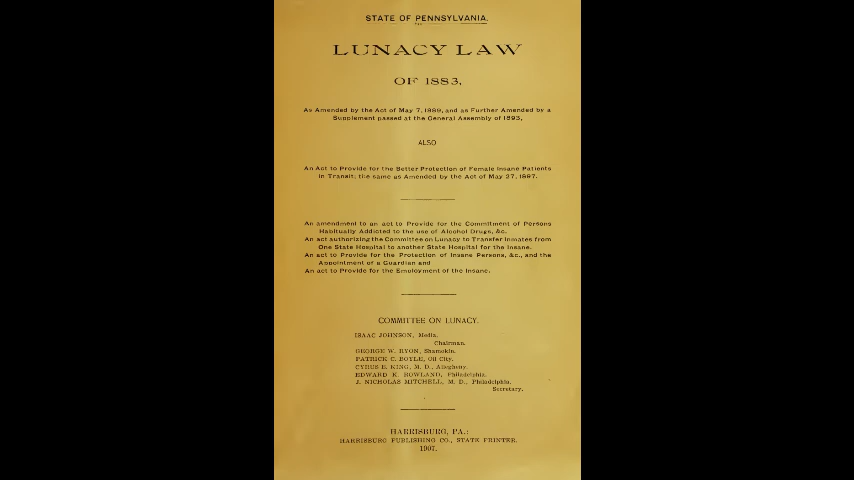 STATE OF PENNSYLVANIA.
LUNACY LAW
OF 1883,
As Amended by the Act of May 7, 1889, and as Further Amended by a
Supplement passed at the General Assembly of 1893,
ALSO
An Act to Provide for the Better Protection of Female Insane Patients
in Transit; the same as Amended by the Act of May 27, 1897.
An amendment to an act to Provide for the Commitment of Persons
Habitually Addicted to the use of Alcohol Drugs, &c.
An act authorizing the Committee on Lunacy to Transfer Inmates from
One State Hospital to another State Hospital for the Insane.
An act to Provide for the Protection of Insane Persons, &c., and the
Appointment of a Guardian and
An act to Provide for the Employment of the Insane.
COMMITTEE ON LUNACY.
ISAAC JOHNSON, Media,
Chairman.
GEORGE W. RYON, Shamokin.
PATRICK C. BOYLE, Oil City.
CYRUS E. KING, M. D., Allegheny.
EDWARD K. ROWLAND, Philadelphia.
J. NICHOLAS MITCHELL, M. D., Philadelphia.
Secretary.
HARRISBURG, PA.:
HARRISBURG PUBLISHING CO., STATE PRINTER.
1907.